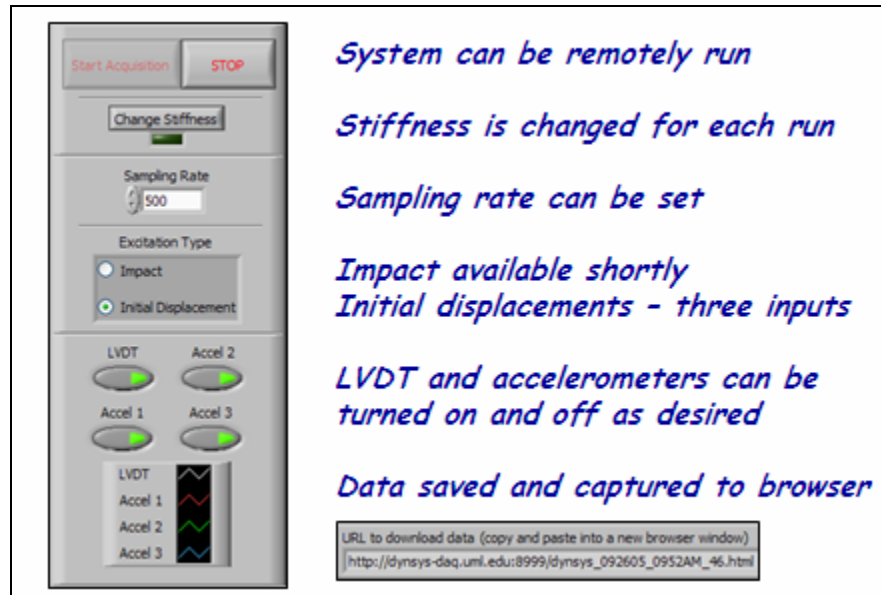 Start Acquisition
STOP
System can be remotely run
Change Stiffness
Stiffness is changed for each run
Sampling Rate
500
Sampling rate can be set
Excitation Type
Impact
Initial Displacement
Impact available shortly
Initial displacements - three inputs
LVDT
Accel 2
Accel 1
Accel 3
LVDT and accelerometers can be
turned on and off as desired
LVDT
Accel 1
Accel 2
Accel 3
Data saved and captured to browser
URL to download data (copy and paste into a new browser window)
http://dynsys-daq.uml.edu:8999/dynsys_092605_0952AM_46.html